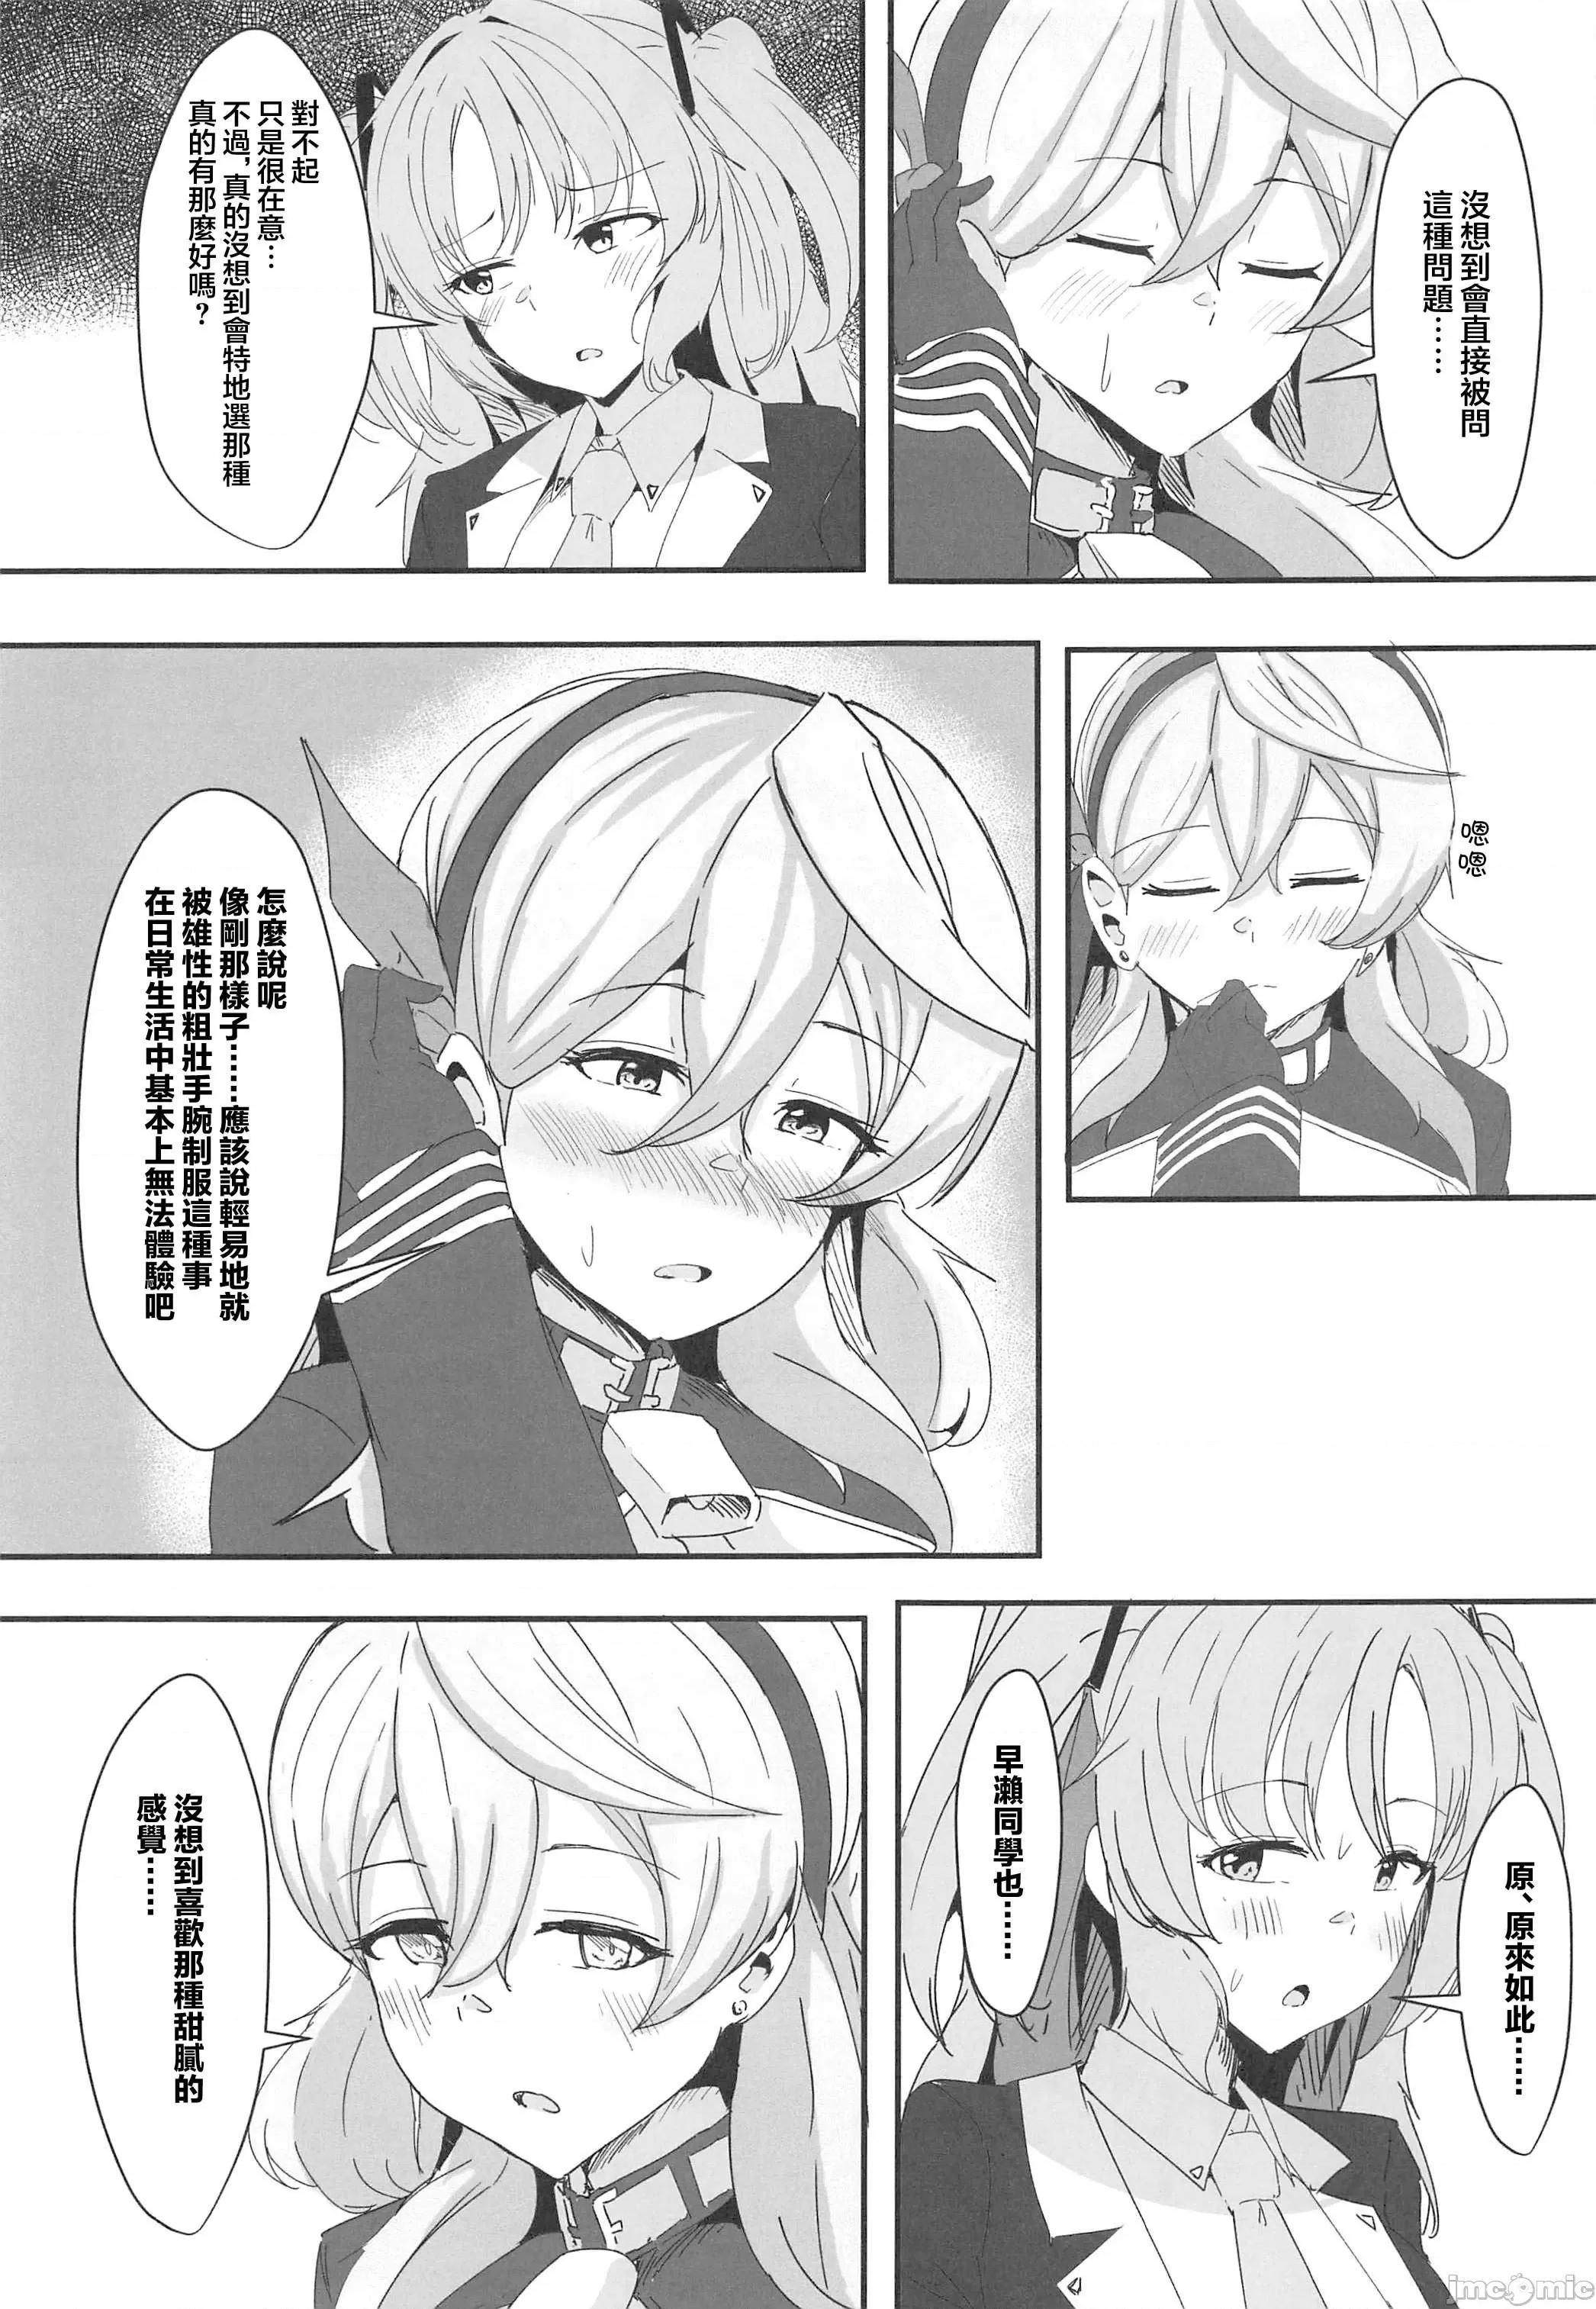 沒想到會直接被問
這種問題……
對不起
只是很在意…
不過，真的沒想到會特地選那種
真的有那麼好嗎？
嗯
嗯
怎麼說呢
像剛那樣子……應該說輕易地就
被雄性的粗壯手腕制服這種事
在日常生活中基本上無法體驗吧
原、原來如此……
早瀨同學也……
沒想到喜歡那種甜膩的
感覺……
jmcomic